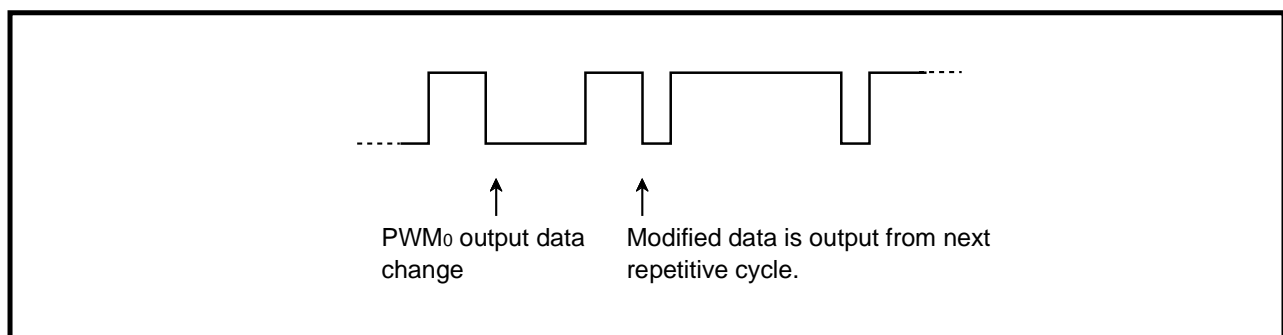 PWM0 output data
change
Modified data is output from next
repetitive cycle.